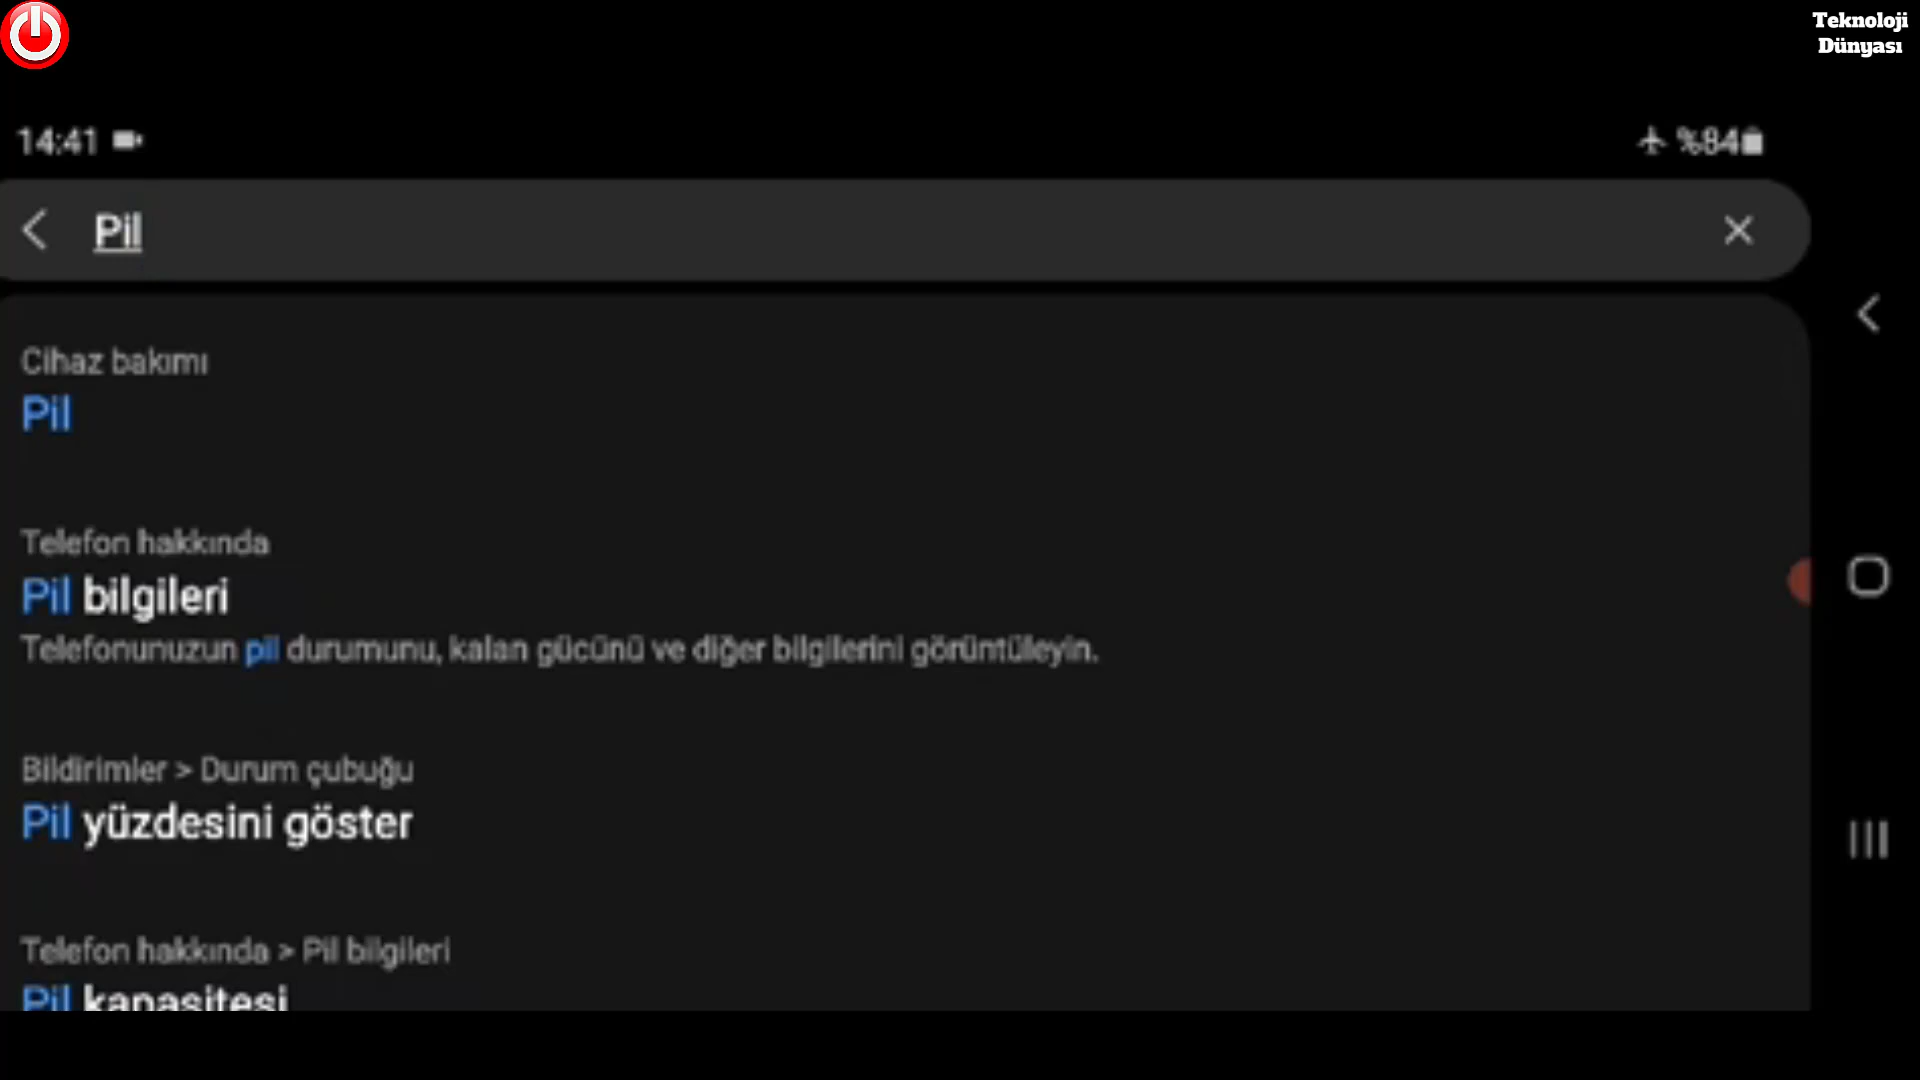 Teknoloji
Dünyası
14:41
%84
Pil
Cihaz bakımı
Pil
Telefon hakkında
Pil bilgileri
Telefonunuzun pil durumunu, kalan gücünü ve diğer bilgilerini görüntüleyin.
Bildirimler > Durum çubuğu
Pil yüzdesini göster
Telefon hakkında > Pil bilgileri
Pil kapasitesi